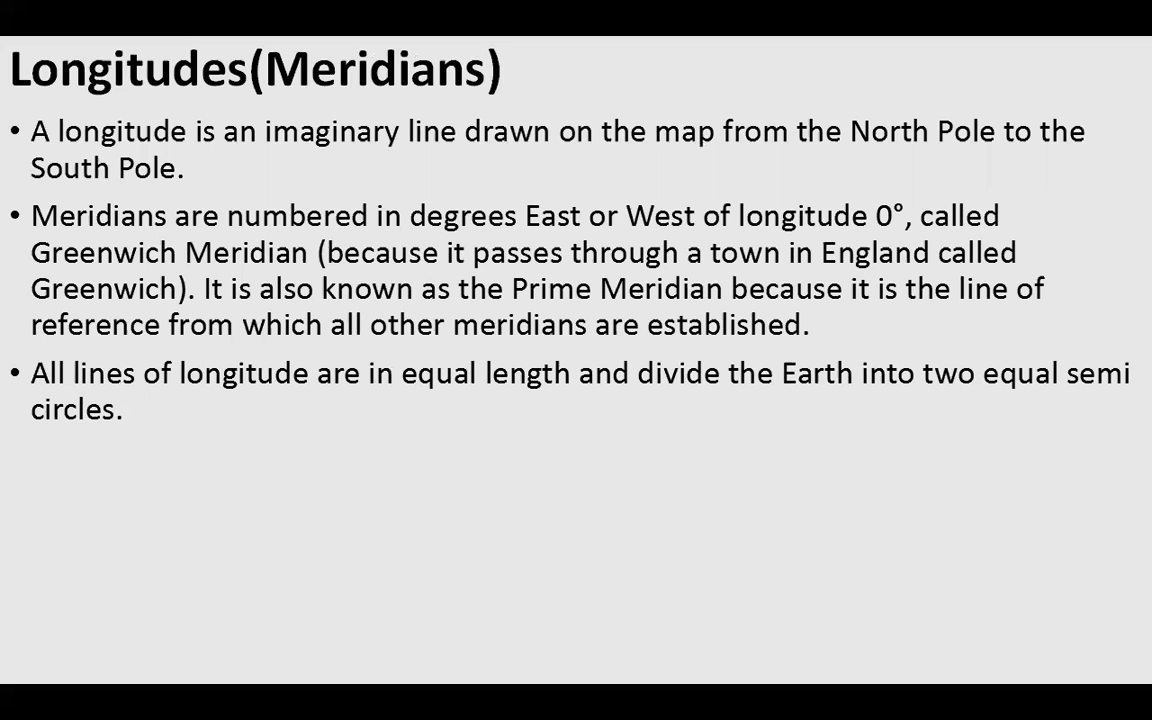 Longitudes(Meridians)
• A longitude is an imaginary line drawn on the map from the North Pole to the
South Pole.
• Meridians are numbered in degrees East or West of longitude 0°, called
Greenwich Meridian (because it passes through a town in England called
Greenwich). It is also known as the Prime Meridian because it is the line of
reference from which all other meridians are established.
• All lines of longitude are in equal length and divide the Earth into two equal semi
circles.